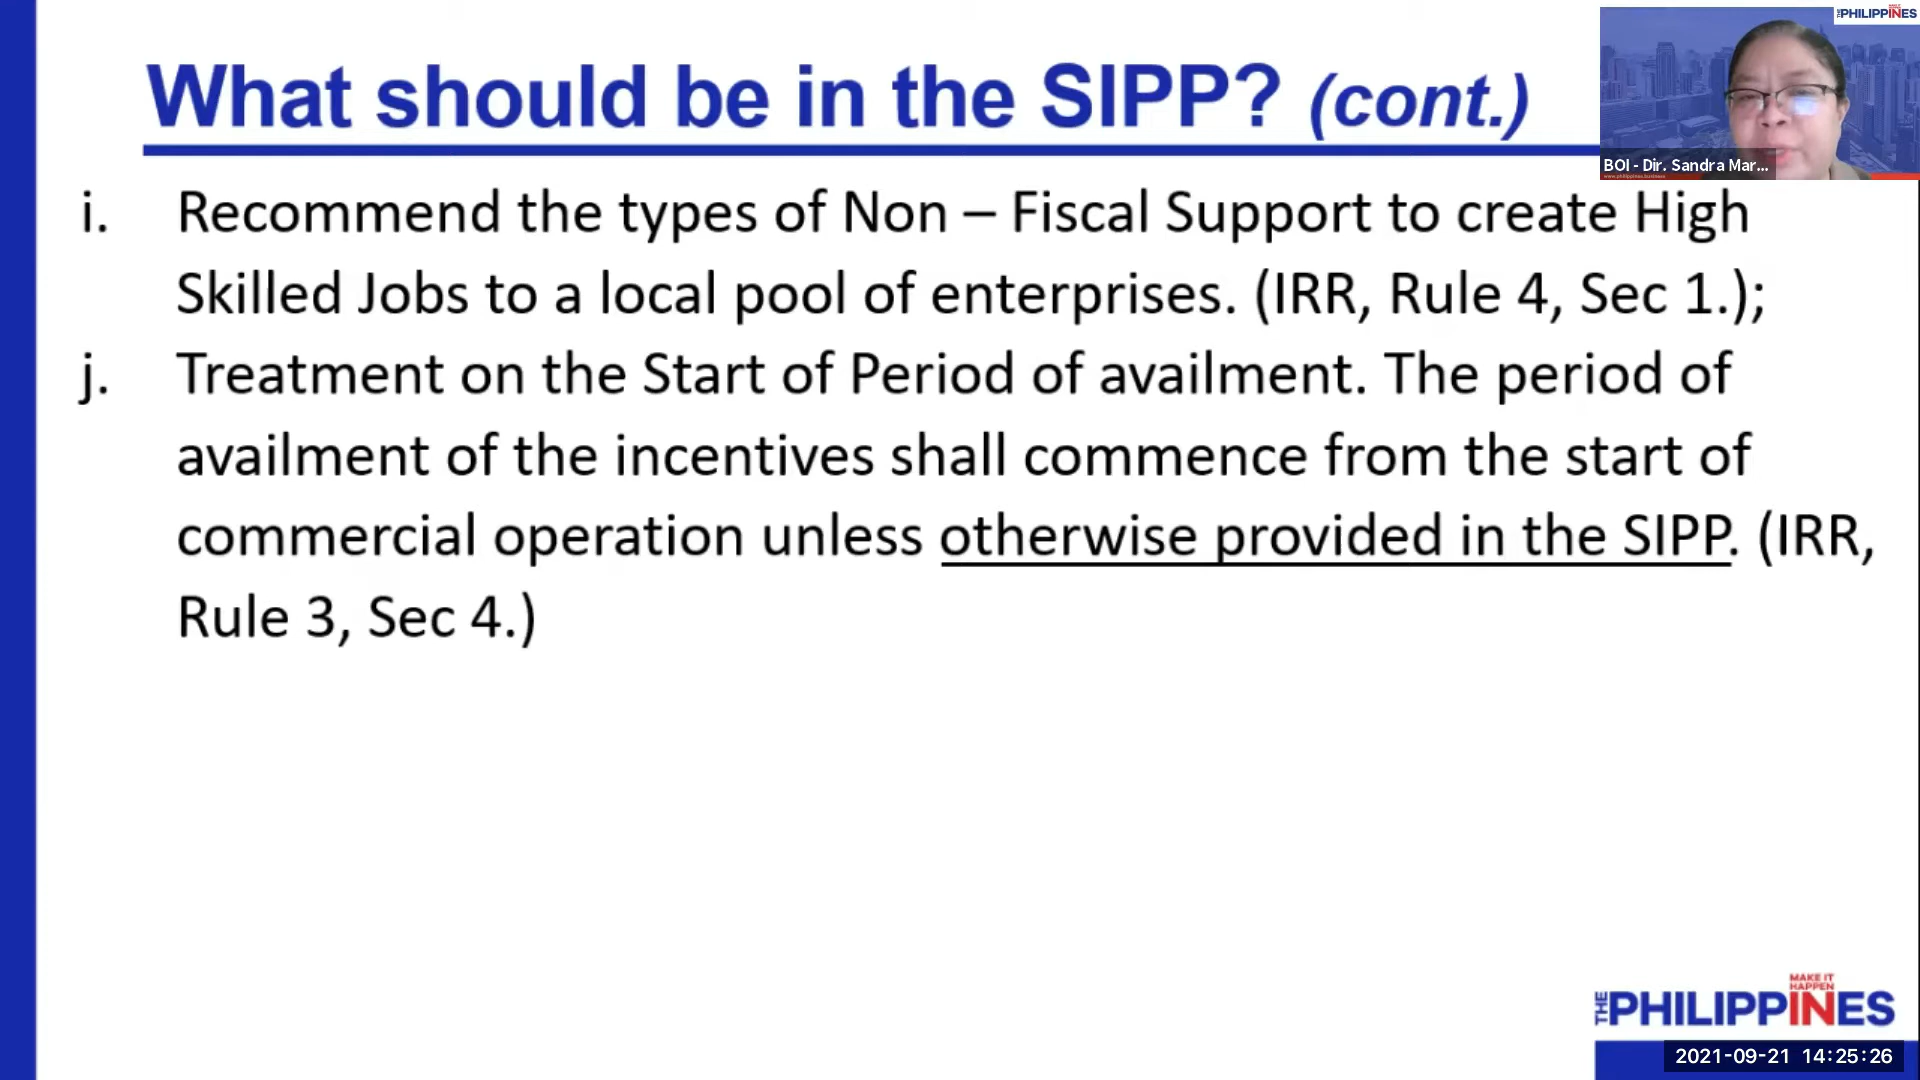 What should be in the SIPP? (cont.)
THE PHILIPPINES
BOI - Dir. Sandra Mar...
i. Recommend the types of Non – Fiscal Support to create High
Skilled Jobs to a local pool of enterprises. (IRR, Rule 4, Sec 1.);
j. Treatment on the Start of Period of availment. The period of
availment of the incentives shall commence from the start of
commercial operation unless otherwise provided in the SIPP. (IRR,
Rule 3, Sec 4.)
MAKE IT
HAPPEN
THE PHILIPPINES
2021-09-21 14:25:26